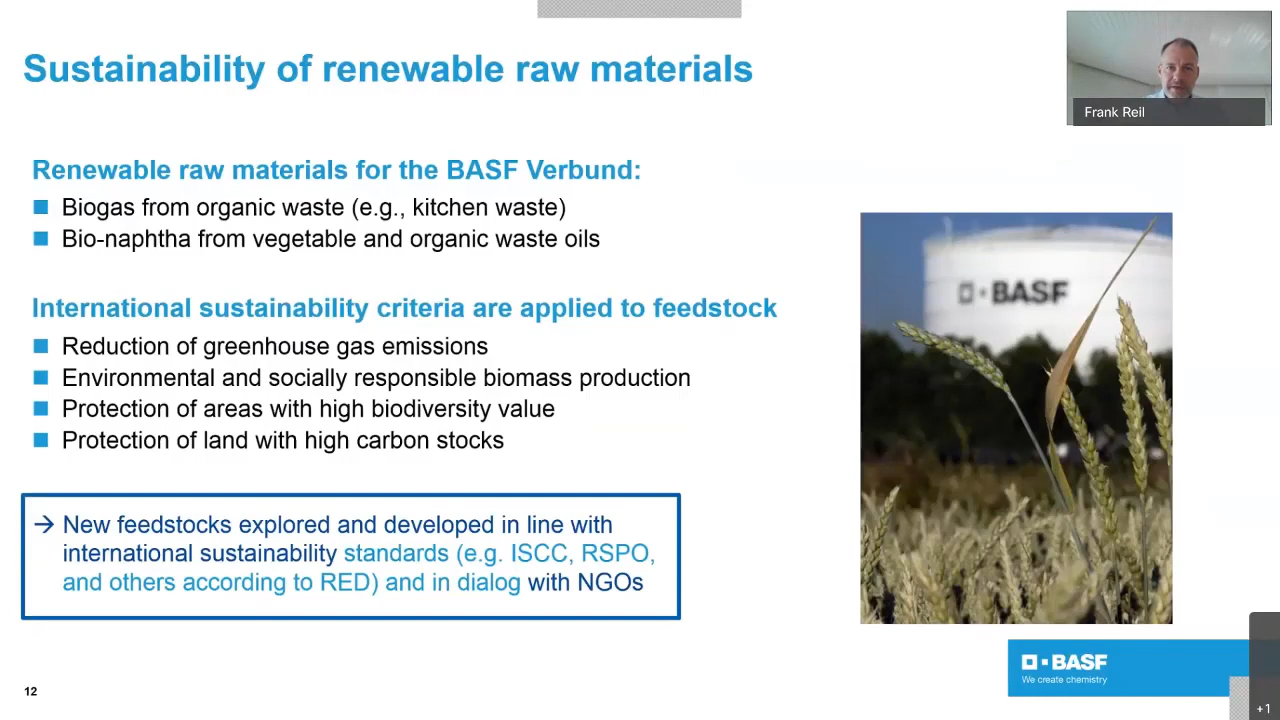 Sustainability of renewable raw materials
Frank Reil
Renewable raw materials for the BASF Verbund:
Biogas from organic waste (e.g., kitchen waste)
Bio-naphtha from vegetable and organic waste oils
International sustainability criteria are applied to feedstock
Reduction of greenhouse gas emissions
Environmental and socially responsible biomass production
Protection of areas with high biodiversity value
Protection of land with high carbon stocks
BASF
→ New feedstocks explored and developed in line with
international sustainability standards (e.g. ISCC, RSPO,
and others according to RED) and in dialog with NGOs
BASF
We create chemistry
12
+1